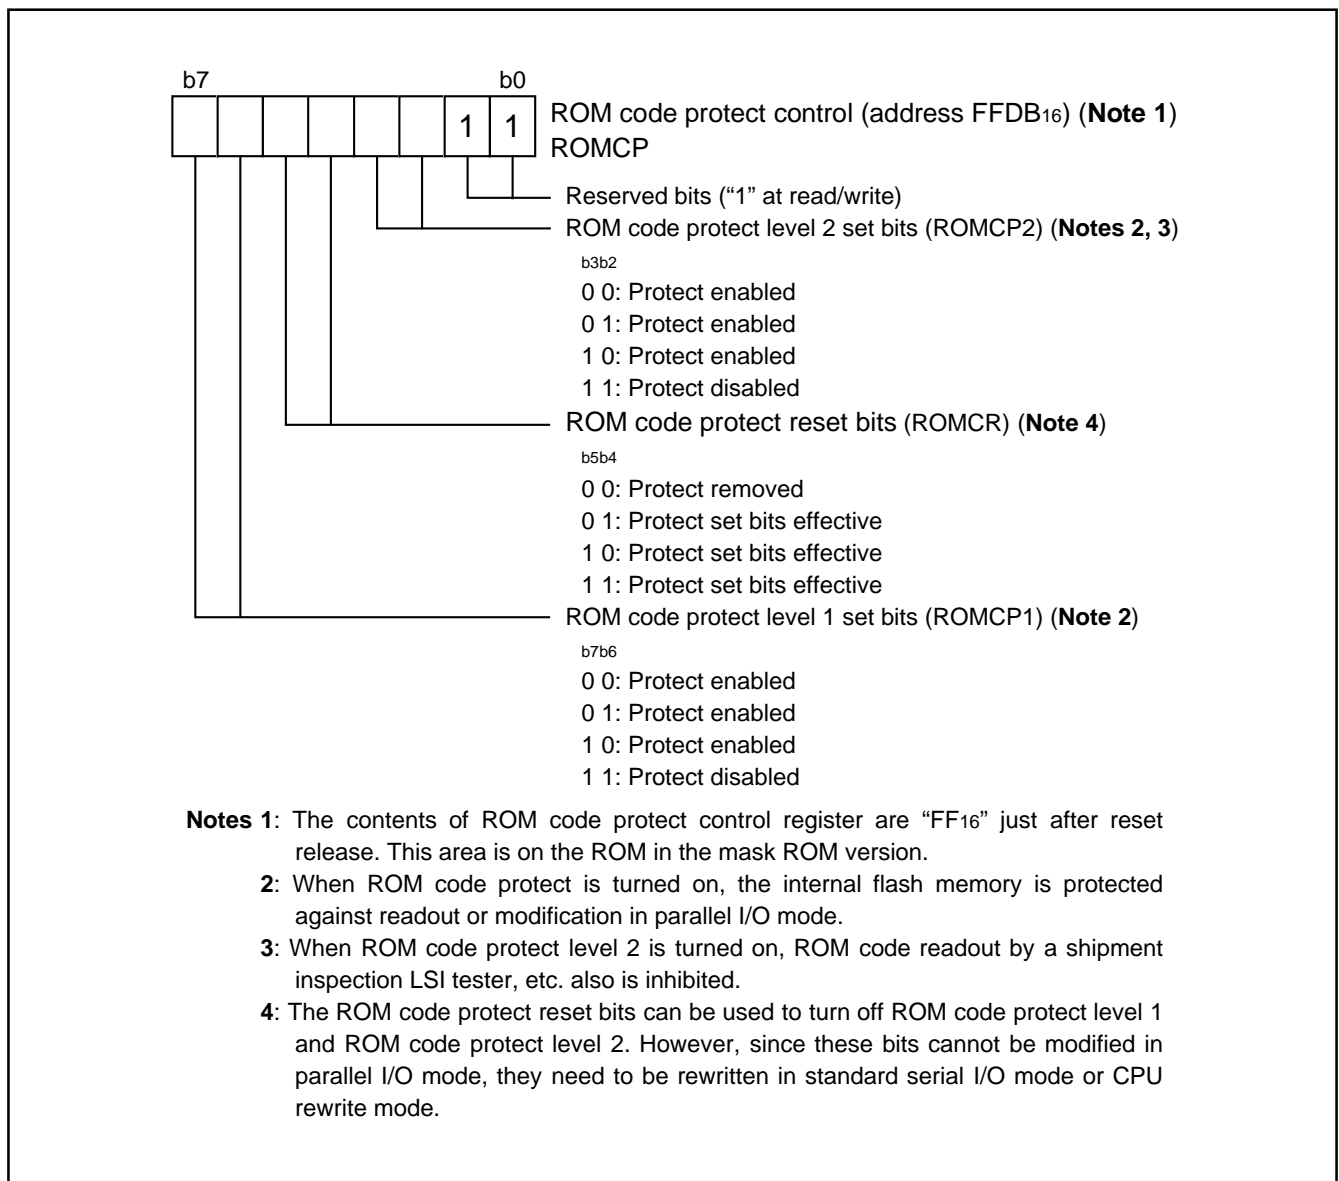 b7 b0
1 1
ROM code protect control (address FFDB16) (Note 1)
ROMCP
Reserved bits (“1” at read/write)
ROM code protect level 2 set bits (ROMCP2) (Notes 2, 3)
b3b2
0 0: Protect enabled
0 1: Protect enabled
1 0: Protect enabled
1 1: Protect disabled
ROM code protect reset bits (ROMCR) (Note 4)
b5b4
0 0: Protect removed
0 1: Protect set bits effective
1 0: Protect set bits effective
1 1: Protect set bits effective
ROM code protect level 1 set bits (ROMCP1) (Note 2)
b7b6
0 0: Protect enabled
0 1: Protect enabled
1 0: Protect enabled
1 1: Protect disabled
Notes 1: The contents of ROM code protect control register are “FF16” just after reset
release. This area is on the ROM in the mask ROM version.
2: When ROM code protect is turned on, the internal flash memory is protected
against readout or modification in parallel I/O mode.
3: When ROM code protect level 2 is turned on, ROM code readout by a shipment
inspection LSI tester, etc. also is inhibited.
4: The ROM code protect reset bits can be used to turn off ROM code protect level 1
and ROM code protect level 2. However, since these bits cannot be modified in
parallel I/O mode, they need to be rewritten in standard serial I/O mode or CPU
rewrite mode.